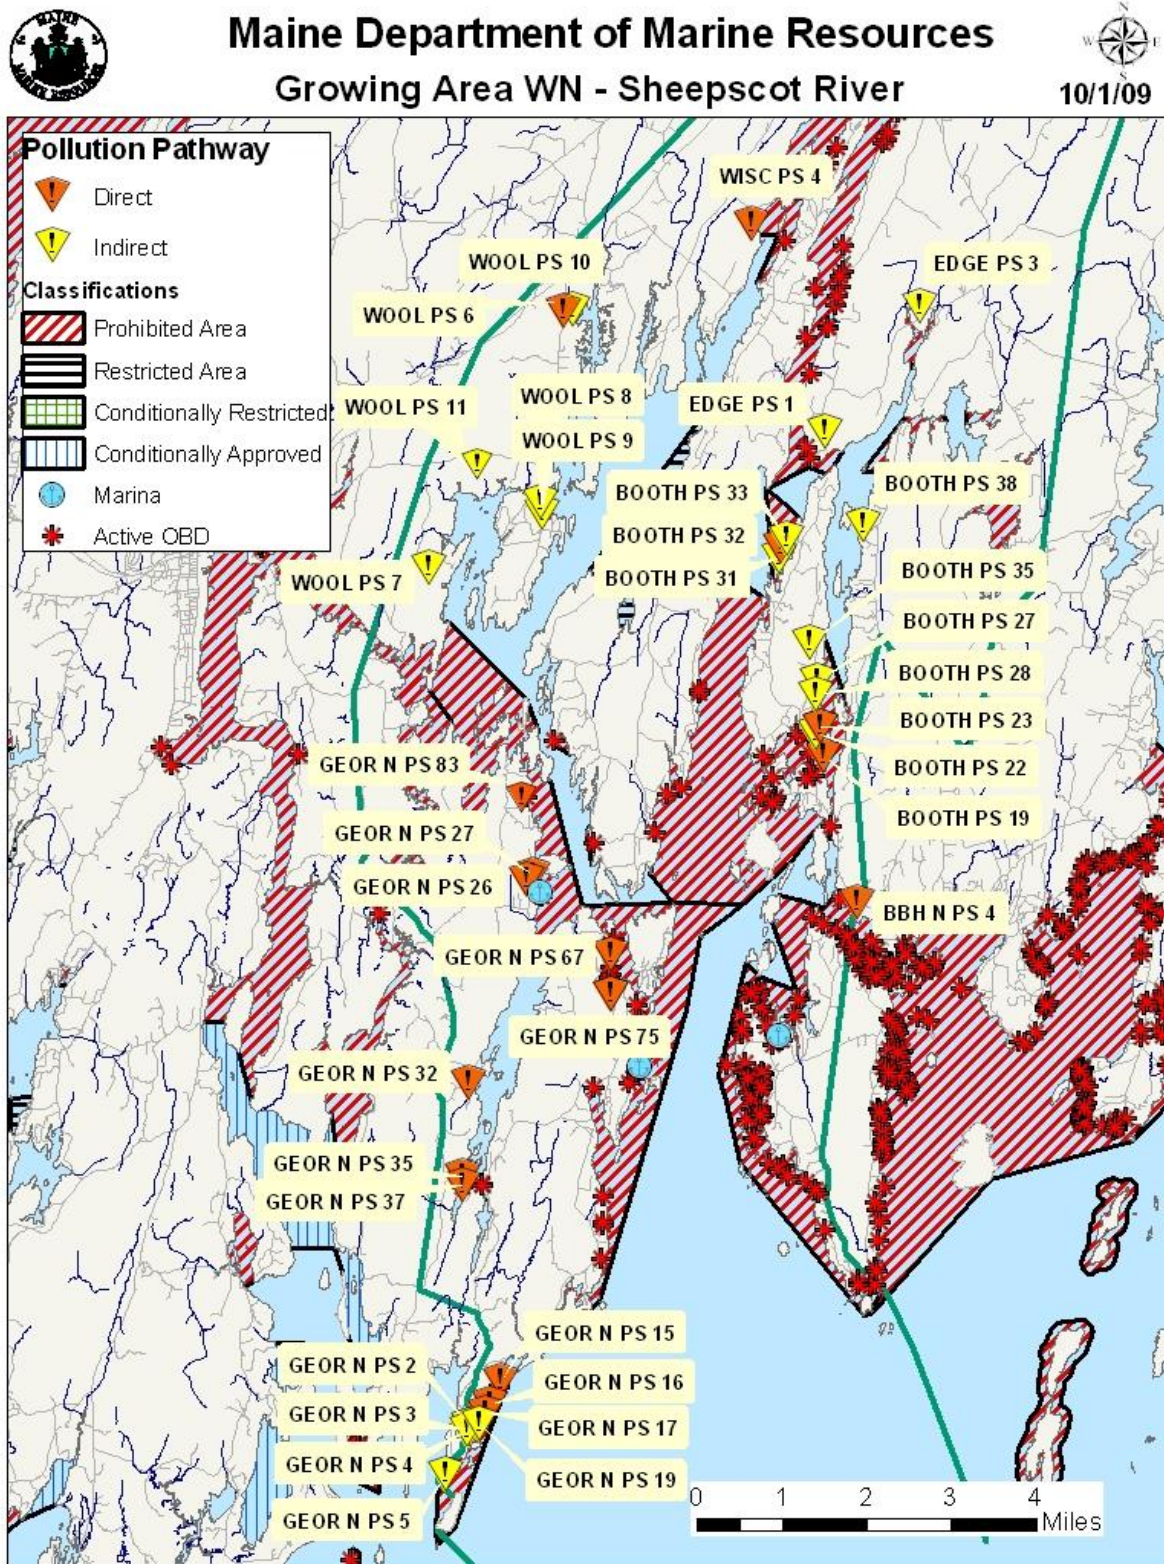 Maine Department of Marine Resources
Growing Area WN - Sheepscot River
10/1/09
N
W E
S
MAINE
MARINE RESOURCES
Pollution Pathway
Direct
Indirect
Classifications
Prohibited Area
Restricted Area
Conditionally Restricted
Conditionally Approved
Marina
Active OBD
WISC PS 4
WOOL PS 10
EDGE PS 3
WOOL PS 6
WOOL PS 8
WOOL PS 11
EDGE PS 1
WOOL PS 9
BOOTH PS 33
BOOTH PS 38
BOOTH PS 32
BOOTH PS 31
BOOTH PS 35
WOOL PS 7
BOOTH PS 27
BOOTH PS 28
BOOTH PS 23
GEOR N PS 83
BOOTH PS 22
BOOTH PS 19
GEOR N PS 27
GEOR N PS 26
BBH N PS 4
GEOR N PS 67
GEOR N PS 75
GEOR N PS 32
GEOR N PS 35
GEOR N PS 37
GEOR N PS 15
GEOR N PS 2
GEOR N PS 16
GEOR N PS 3
GEOR N PS 17
GEOR N PS 4
GEOR N PS 19
GEOR N PS 5
0 1 2 3 4
Miles